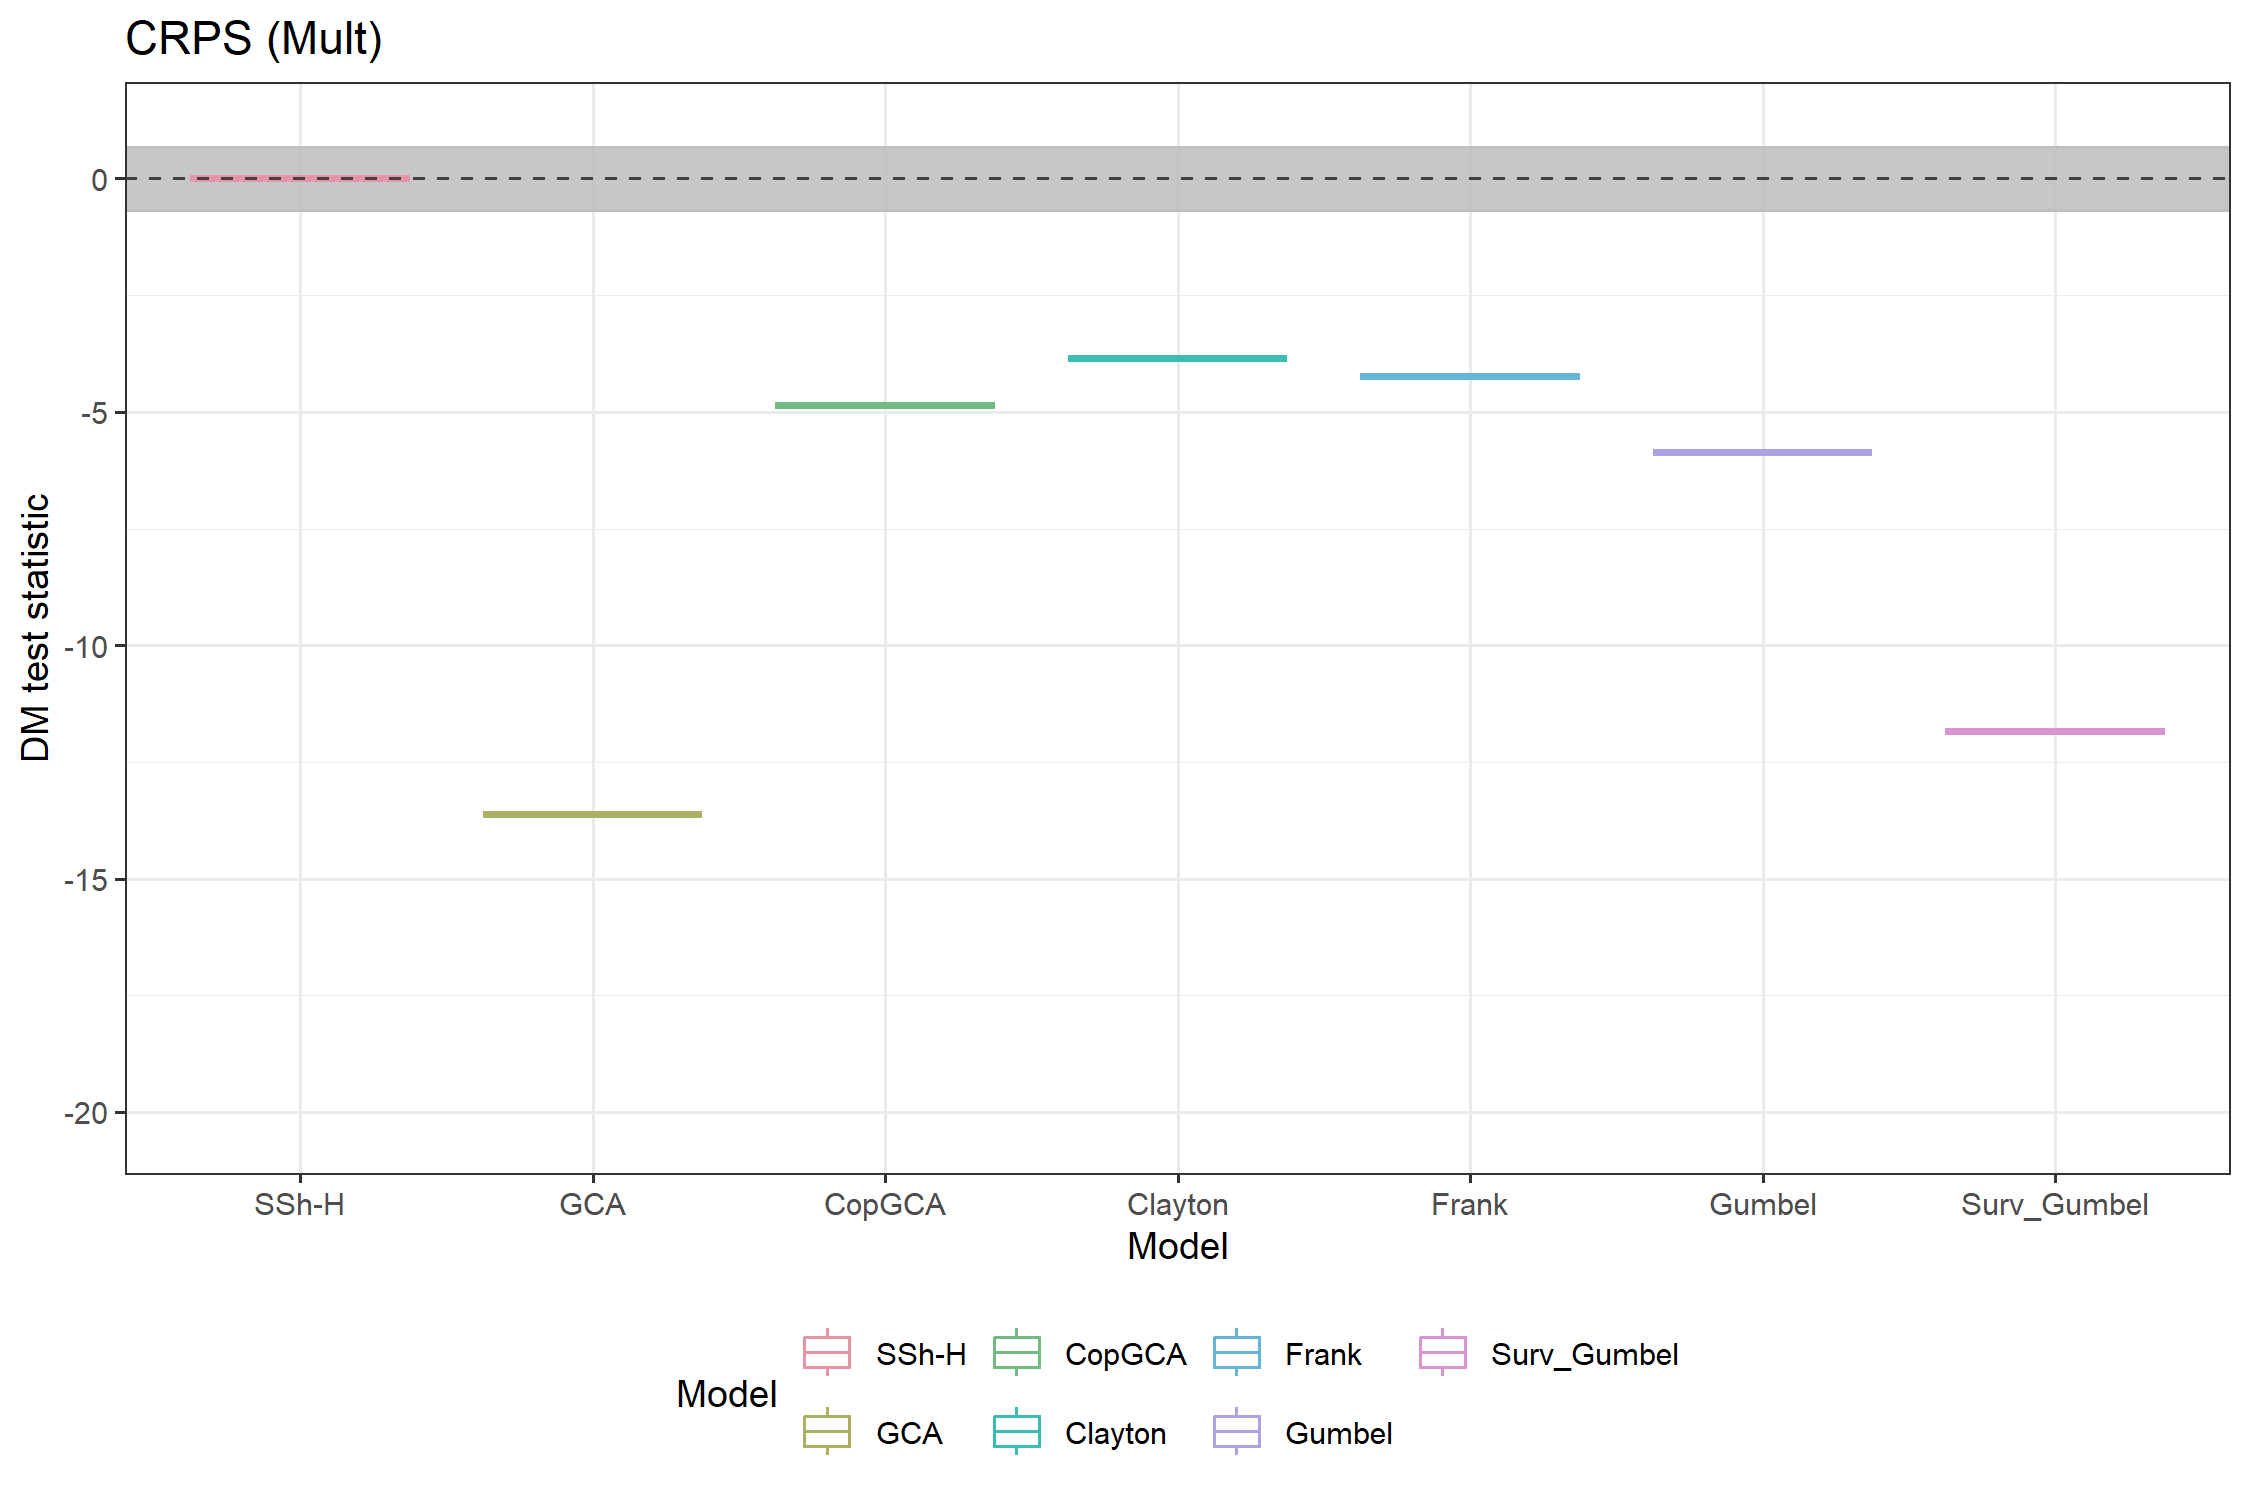 CRPS (Mult)
DM test statistic
0
-5
-10
-15
-20
SSh-H GCA CopGCA Clayton Frank Gumbel Surv_Gumbel
Model
Model
SSh-H CopGCA Frank Surv_Gumbel
GCA Clayton Gumbel